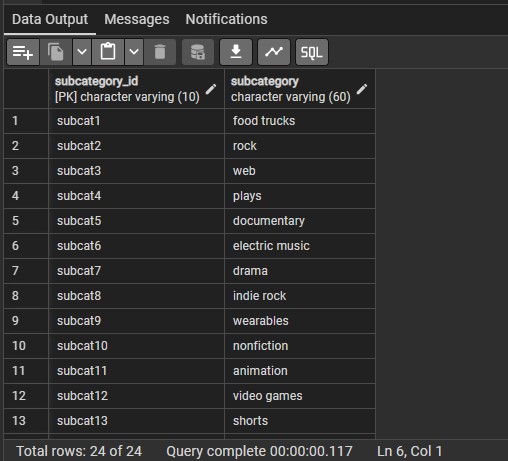 Data Output Messages Notifications
SQL
subcategory_id subcategory
[PK] character varying (10) character varying (60)
1 subcat1 food trucks
2 subcat2 rock
3 subcat3 web
4 subcat4 plays
5 subcat5 documentary
6 subcat6 electric music
7 subcat7 drama
8 subcat8 indie rock
9 subcat9 wearables
10 subcat10 nonfiction
11 subcat11 animation
12 subcat12 video games
13 subcat13 shorts
Total rows: 24 of 24 Query complete 00:00:00.117 Ln 6, Col 1